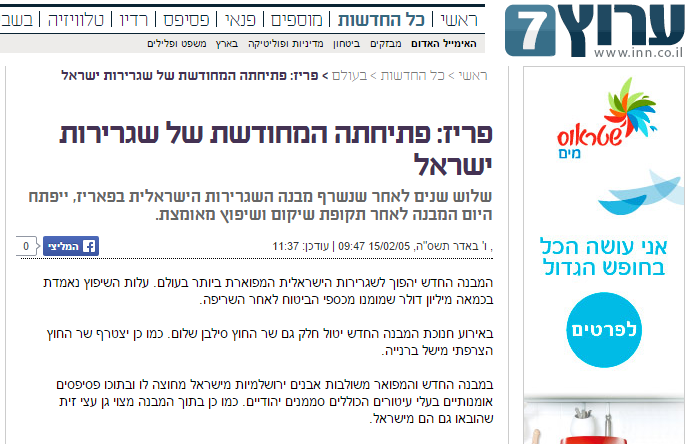 ערוץ 7
www.inn.co.il
ראשי | כל החדשות | מוספים | פנאי | פסיפס | רדיו | טלוויזיה | בשב
האימייל האדום מבזקים ביטחון מדיניות ופוליטיקה בארץ משפט ופלילים
ראשי > כל החדשות > בעולם > פריז: פתיחתה המחודשת של שגרירות ישראל
פריז: פתיחתה המחודשת של שגרירות
ישראל
שלוש שנים לאחר שנשרף מבנה השגרירות הישראלית בפאריז, ייפתח
היום המבנה לאחר תקופת שיקום ושיפוץ מאומצת.
, ו' באדר תשס"ה, 15/02/05 09:47 | עודכן: 11:37
המליצי 0
המבנה החדש יהפוך לשגרירות הישראלית המפוארת ביותר בעולם. עלות השיפוץ נאמדת
בכמאה מיליון דולר שמומנו מכספי הביטוח לאחר השריפה.
באירוע חנוכת המבנה החדש יטול חלק גם שר החוץ סילבן שלום. כמו כן יצטרף שר החוץ
הצרפתי מישל ברנייה.
במבנה החדש והמפואר משולבות אבנים ירושלמיות מישראל מחוצה לו ובתוכו פסיפסים
אומנותיים בעלי עיטורים הכוללים סממנים יהודיים. כמו כן בתוך המבנה מצוי גן עצי זית
שהובאו גם הם מישראל.
שטראוס
מים
אני עושה הכל
בחופש הגדול
לפרטים